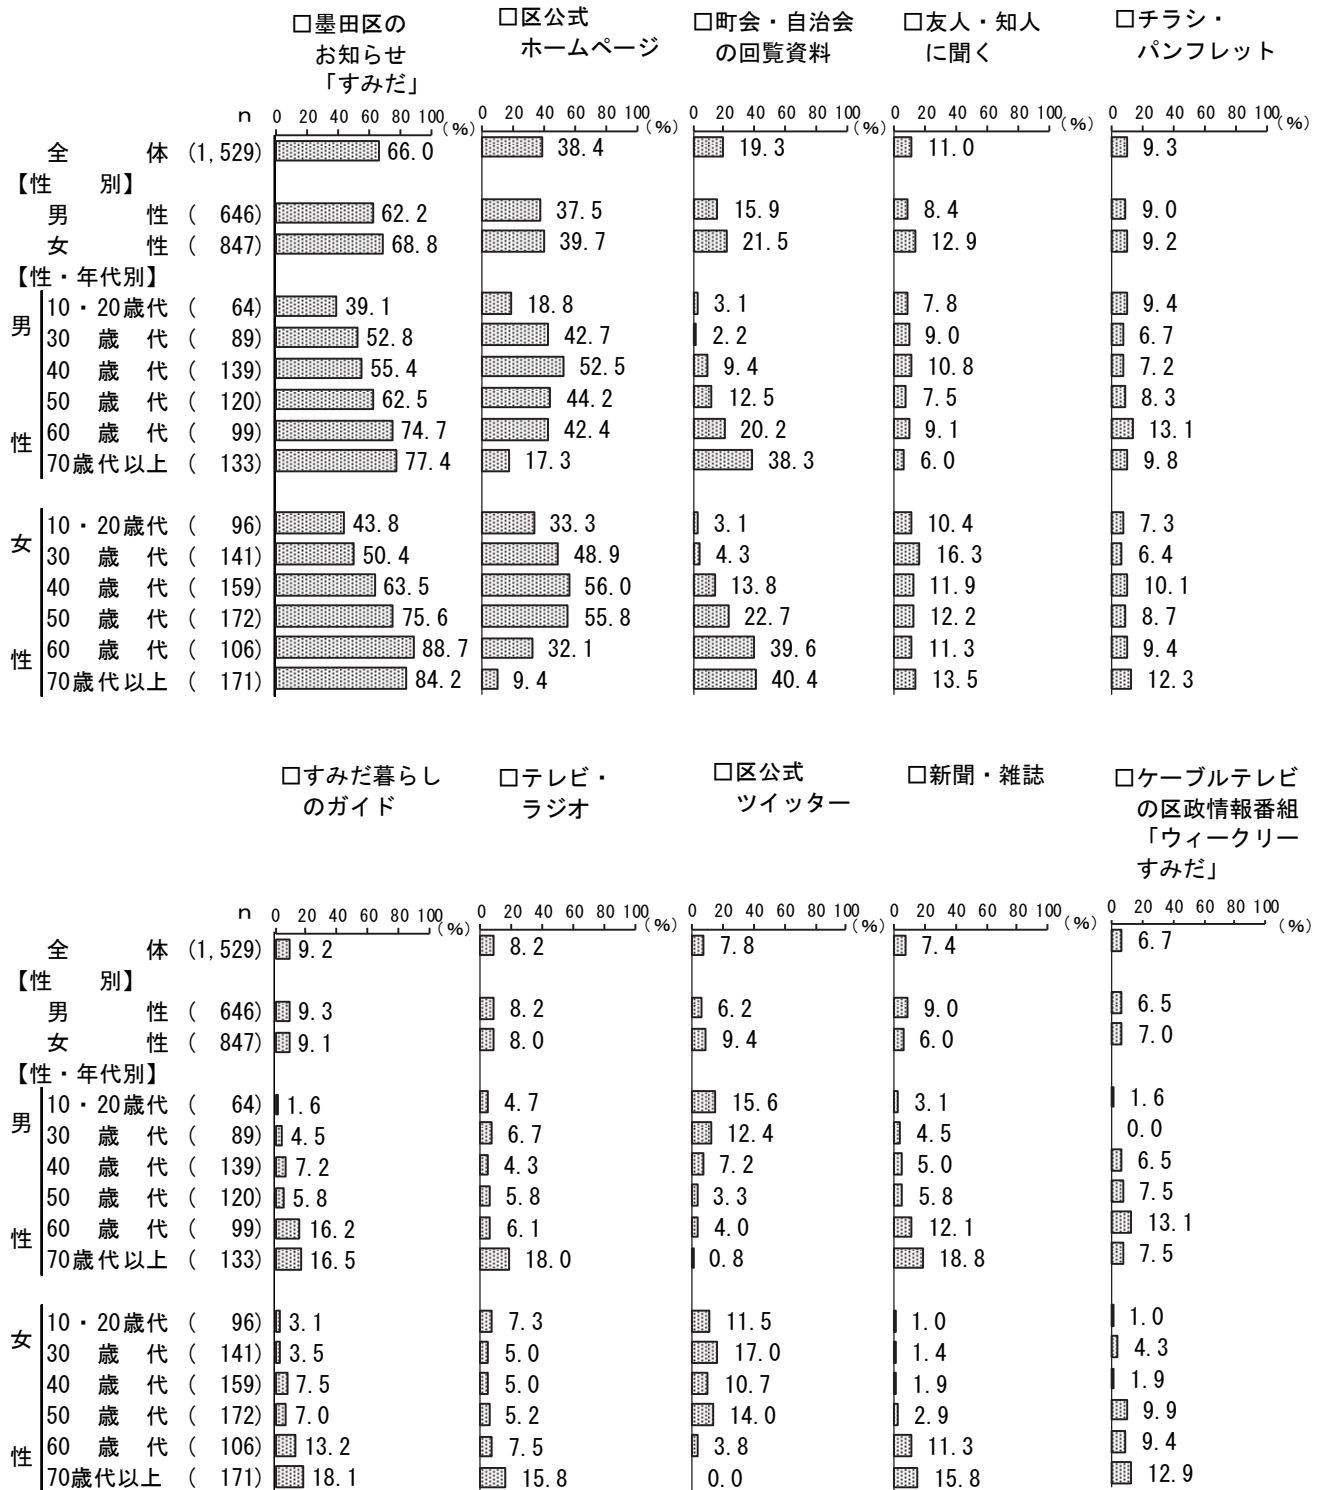 □墨田区の
お知らせ
「すみだ」
□区公式
ホームページ
□町会・自治会
の回覧資料
□友人・知人
に聞く
□チラシ・
パンフレット
n 0 20 40 60 80 100(%) 0 20 40 60 80 100(%) 0 20 40 60 80 100(%) 0 20 40 60 80 100(%) 0 20 40 60 80 100(%)
全 体 (1,529) 66.0 38.4 19.3 11.0 9.3
【性 別】
男 性 ( 646) 62.2 37.5 15.9 8.4 9.0
女 性 ( 847) 68.8 39.7 21.5 12.9 9.2
【性・年代別】
男性
10・20歳代 ( 64) 39.1 18.8 3.1 7.8 9.4
30 歳 代 ( 89) 52.8 42.7 2.2 9.0 6.7
40 歳 代 ( 139) 55.4 52.5 9.4 10.8 7.2
50 歳 代 ( 120) 62.5 44.2 12.5 7.5 8.3
60 歳 代 ( 99) 74.7 42.4 20.2 9.1 13.1
70歳代以上 ( 133) 77.4 17.3 38.3 6.0 9.8
女性
10・20歳代 ( 96) 43.8 33.3 3.1 10.4 7.3
30 歳 代 ( 141) 50.4 48.9 4.3 16.3 6.4
40 歳 代 ( 159) 63.5 56.0 13.8 11.9 10.1
50 歳 代 ( 172) 75.6 55.8 22.7 12.2 8.7
60 歳 代 ( 106) 88.7 32.1 39.6 11.3 9.4
70歳代以上 ( 171) 84.2 9.4 40.4 13.5 12.3
□すみだ暮らし
のガイド
□テレビ・
ラジオ
□区公式
ツイッター
□新聞・雑誌
□ケーブルテレビ
の区政情報番組
「ウィークリー
すみだ」
n 0 20 40 60 80 100(%) 0 20 40 60 80 100(%) 0 20 40 60 80 100(%) 0 20 40 60 80 100(%) 0 20 40 60 80 100(%)
全 体 (1,529) 9.2 8.2 7.8 7.4 6.7
【性 別】
男 性 ( 646) 9.3 8.2 6.2 9.0 6.5
女 性 ( 847) 9.1 8.0 9.4 6.0 7.0
【性・年代別】
男性
10・20歳代 ( 64) 1.6 4.7 15.6 3.1 1.6
30 歳 代 ( 89) 4.5 6.7 12.4 4.5 0.0
40 歳 代 ( 139) 7.2 4.3 7.2 5.0 6.5
50 歳 代 ( 120) 5.8 5.8 3.3 5.8 7.5
60 歳 代 ( 99) 16.2 6.1 4.0 12.1 13.1
70歳代以上 ( 133) 16.5 18.0 0.8 18.8 7.5
女性
10・20歳代 ( 96) 3.1 7.3 11.5 1.0 1.0
30 歳 代 ( 141) 3.5 5.0 17.0 1.4 4.3
40 歳 代 ( 159) 7.5 5.0 10.7 1.9 1.9
50 歳 代 ( 172) 7.0 5.2 14.0 2.9 9.9
60 歳 代 ( 106) 13.2 7.5 3.8 11.3 9.4
70歳代以上 ( 171) 18.1 15.8 0.0 15.8 12.9